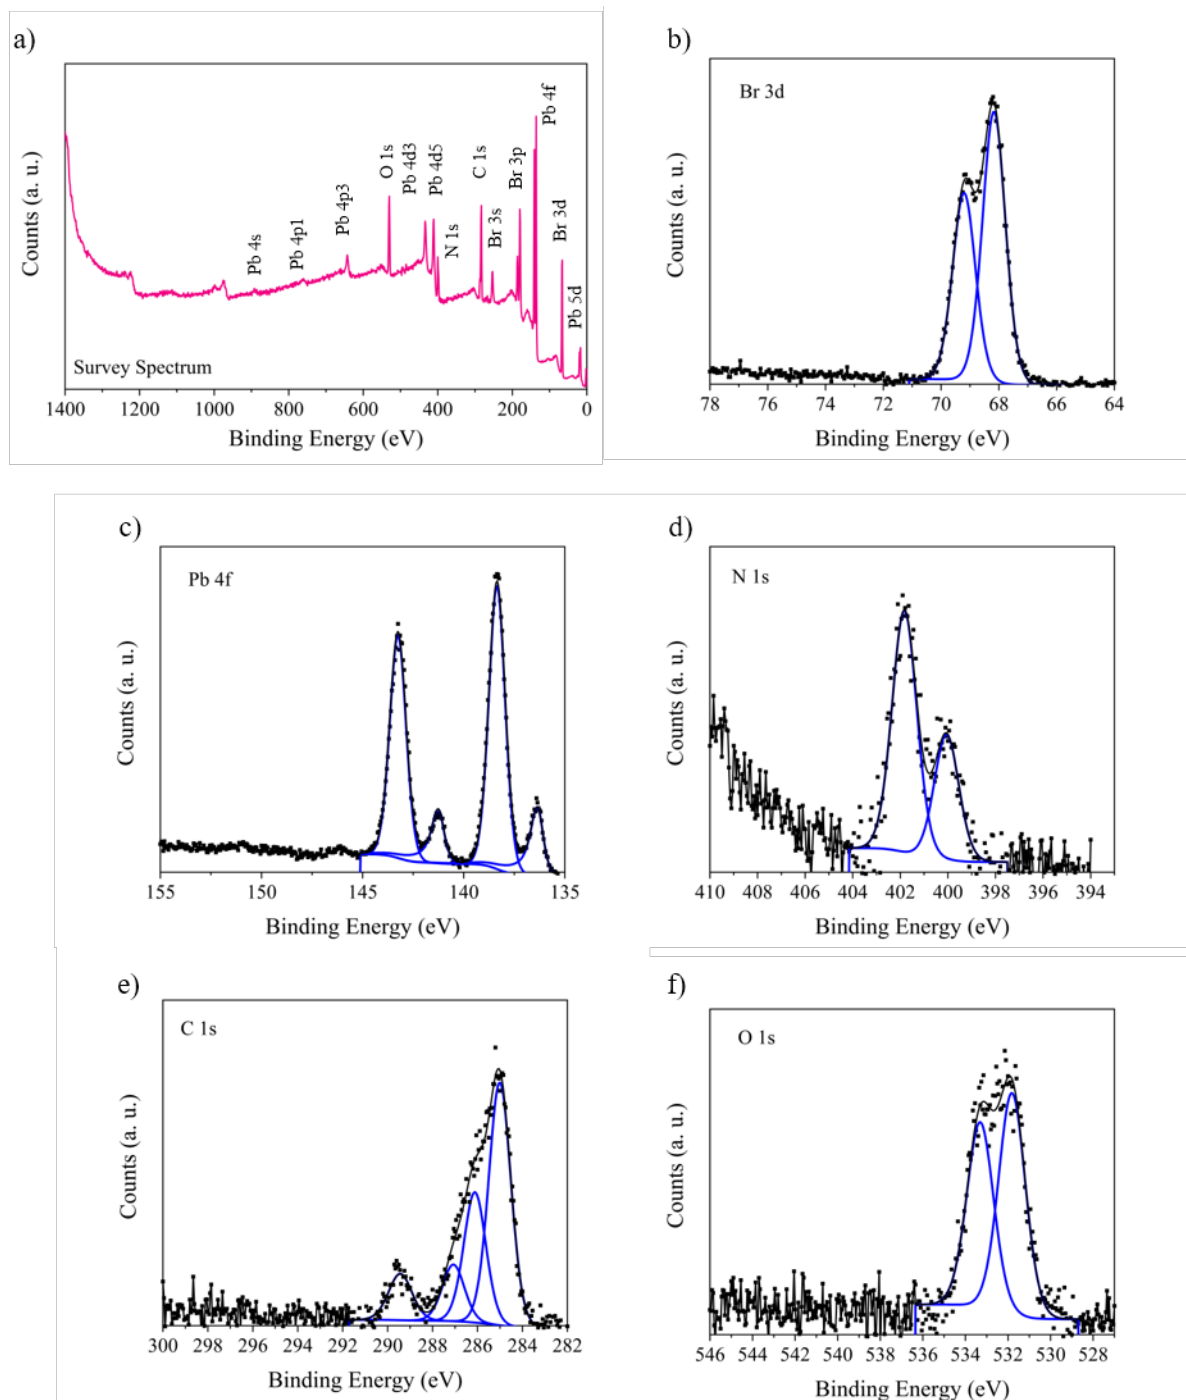 a)
Counts (a. u.)
Pb 4s
Pb 4p1
Pb 4p3
O 1s
Pb 4d3
Pb 4d5
N 1s
C 1s
Br 3s
Br 3p
Pb 4f
Br 3d
Pb 5d
Survey Spectrum
1400 1200 1000 800 600 400 200 0
Binding Energy (eV)
b)
Br 3d
Counts (a. u.)
78 76 74 72 70 68 66 64
Binding Energy (eV)
c)
Pb 4f
Counts (a. u.)
155 150 145 140 135
Binding Energy (eV)
d)
N 1s
Counts (a. u.)
410 408 406 404 402 400 398 396 394
Binding Energy (eV)
e)
C 1s
Counts (a. u.)
300 298 296 294 292 290 288 286 284 282
Binding Energy (eV)
f)
O 1s
Counts (a. u.)
546 544 542 540 538 536 534 532 530 528
Binding Energy (eV)